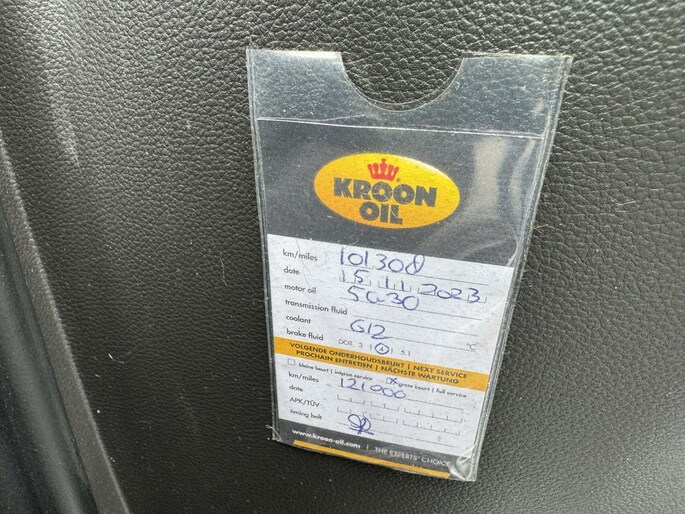 KROON
OIL
km/miles 101308
date 15 11 2023
motor oil 5W30
transmission fluid
coolant G12 °C
brake fluid DOT: 3 | 4 | 5.1
VOLGENDE ONDERHOUDSBEURT | NEXT SERVICE
PROCHAIN ENTRETIEN | NÄCHSTE WARTUNG
kleine beurt | interim service grote beurt | full service
km/miles 121000
date
APK/TÜV
timing belt
www.kroon-oil.com | THE EXPERTS' CHOICE